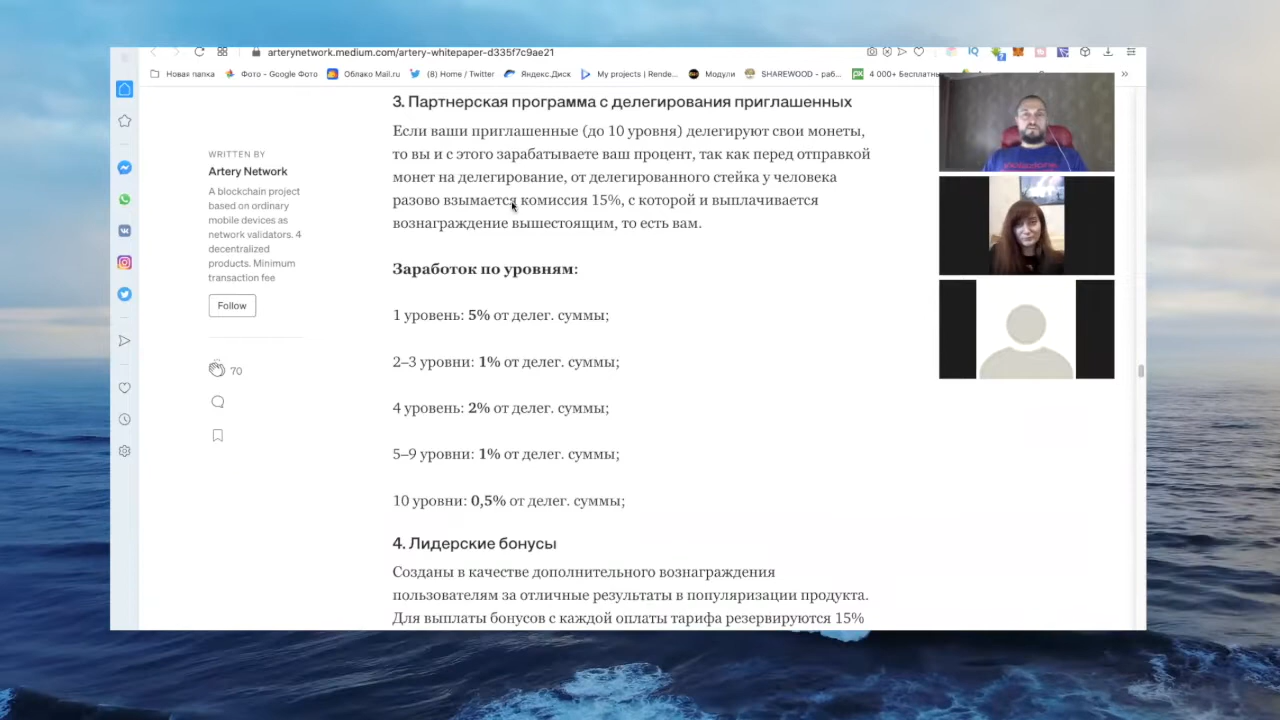 arterynetwork.medium.com/artery-whitepaper-d335f7c9ae21
Новая папка
Фото - Google Фото
Облако Mail.ru
(8) Home / Twitter
Яндекс.Диск
My projects | Rende...
Модули
SHAREWOOD - раб...
4 000+ Бесплатны
WRITTEN BY
Artery Network
A blockchain project
based on ordinary
mobile devices as
network validators. 4
decentralized
products. Minimum
transaction fee
Follow
70
3. Партнерская программа с делегирования приглашенных
Если ваши приглашенные (до 10 уровня) делегируют свои монеты,
то вы и с этого зарабатываете ваш процент, так как перед отправкой
монет на делегирование, от делегированного стейка у человека
разово взымается комиссия 15%, с которой и выплачивается
вознаграждение вышестоящим, то есть вам.
Заработок по уровням:
1 уровень: 5% от делег. суммы;
2–3 уровни: 1% от делег. суммы;
4 уровень: 2% от делег. суммы;
5–9 уровни: 1% от делег. суммы;
10 уровни: 0,5% от делег. суммы;
4. Лидерские бонусы
Созданы в качестве дополнительного вознаграждения
пользователям за отличные результаты в популяризации продукта.
Для выплаты бонусов с каждой оплаты тарифа резервируются 15%